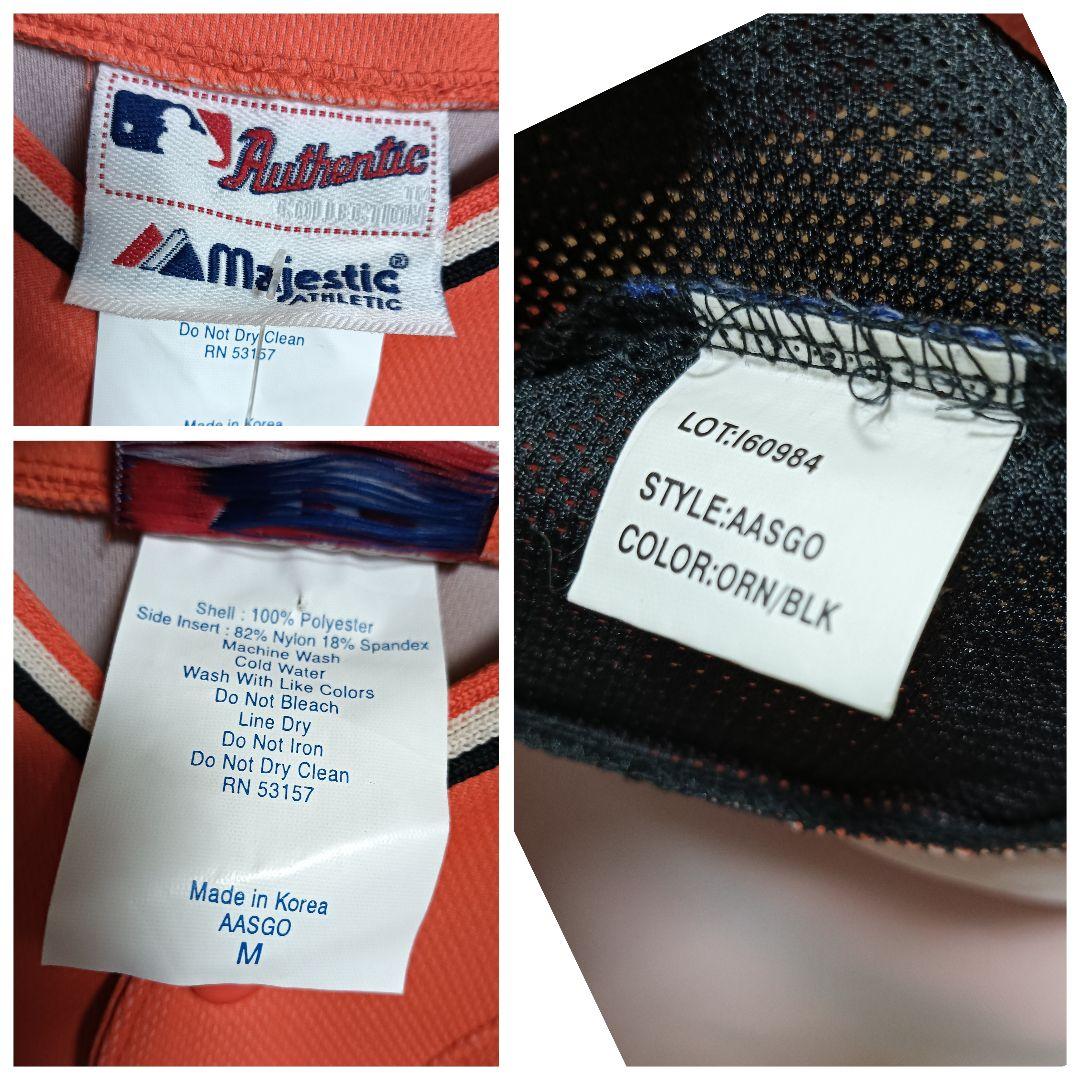 Authentic
TM
COLLECTION
Majestic®
ATHLETIC
Do Not Dry Clean
RN 53157
Made in Korea
Shell : 100% Polyester
Side Insert : 82% Nylon 18% Spandex
Machine Wash
Cold Water
Wash With Like Colors
Do Not Bleach
Line Dry
Do Not Iron
Do Not Dry Clean
RN 53157
Made in Korea
AASGO
M
LOT:160984
STYLE:AASGO
COLOR:ORN/BLK